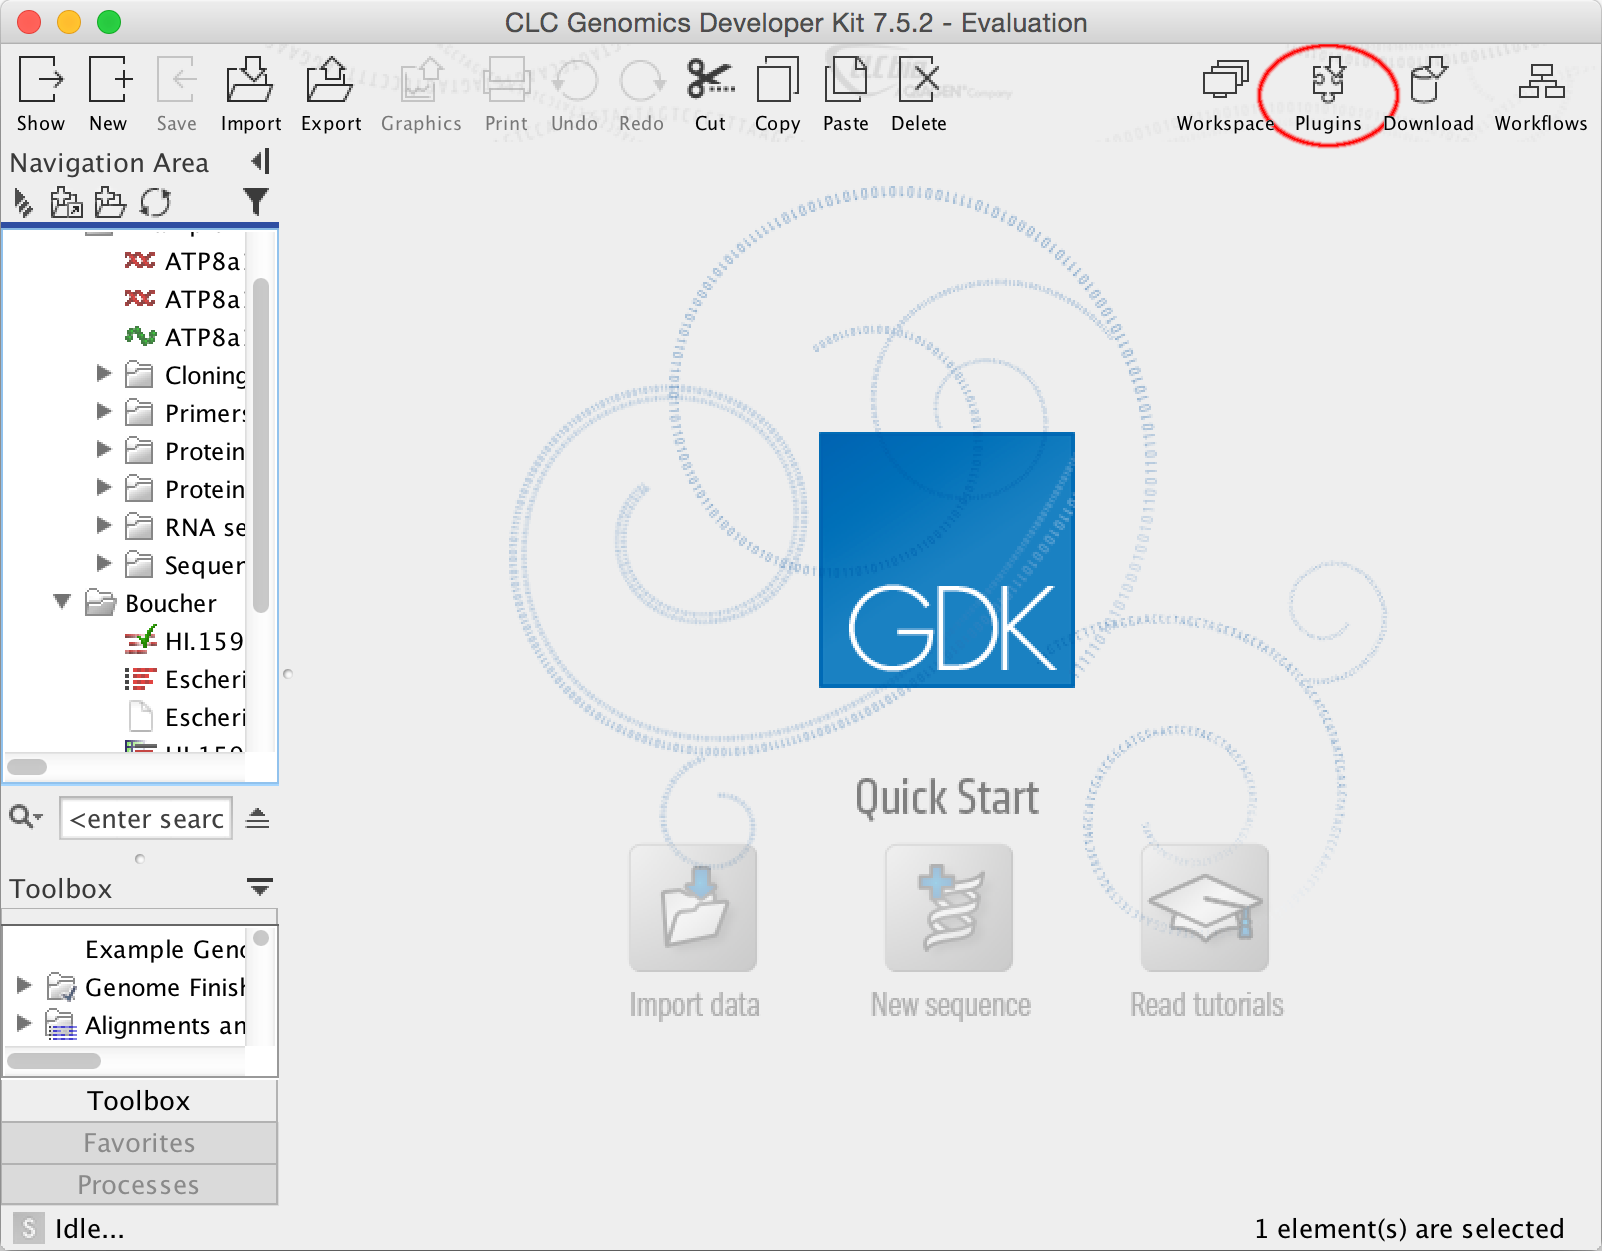 CLC Genomics Developer Kit 7.5.2 - Evaluation
Show New Save Import Export Graphics Print Undo Redo Cut Copy Paste Delete Workspace Plugins Download Workflows
Navigation Area
ATP8a
ATP8a
ATP8a
Cloning
Primers
Protein
Protein
RNA se
Sequer
Boucher
HI.159
Escheri
Escheri
HI.159
<enter searc
Toolbox
Example Geno
Genome Finish
Alignments an
Toolbox
Favorites
Processes
S Idle...
GDK
Quick Start
Import data New sequence Read tutorials
1 element(s) are selected